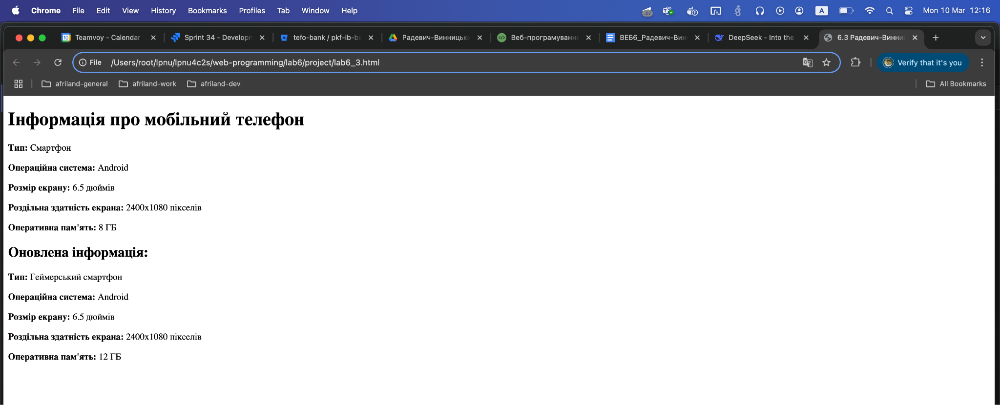 Chrome File Edit View History Bookmarks Profiles Tab Window Help A Mon 10 Mar 12:16
10 Teamvoy - Calendar Sprint 34 - Developm tefo-bank / pkf-ib-be Радевич-Винницьки Веб-програмування ВЕБ6_Радевич-Вин DeepSeek - Into the 6.3 Радевич-Винни
File /Users/root/lpnu/lpnu4c2s/web-programming/lab6/project/lab6_3.html Verify that it's you
afriland-general afriland-work afriland-dev All Bookmarks
Інформація про мобільний телефон
Тип: Смартфон
Операційна система: Android
Розмір екрану: 6.5 дюймів
Роздільна здатність екрана: 2400x1080 пікселів
Оперативна пам'ять: 8 ГБ
Оновлена інформація:
Тип: Геймерський смартфон
Операційна система: Android
Розмір екрану: 6.5 дюймів
Роздільна здатність екрана: 2400x1080 пікселів
Оперативна пам'ять: 12 ГБ